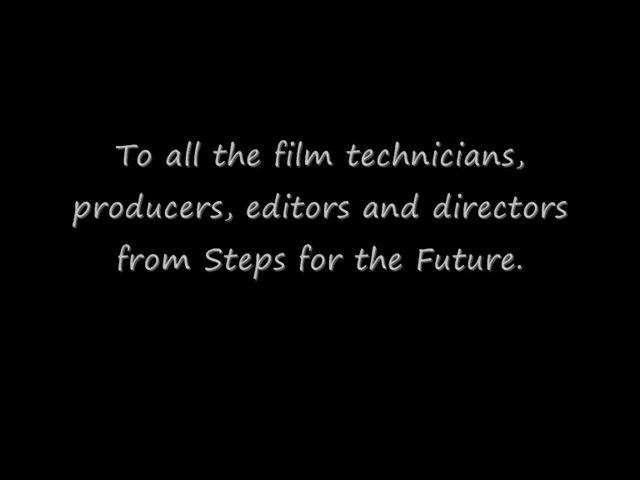 To all the film technicians,
producers, editors and directors
from Steps for the Future.